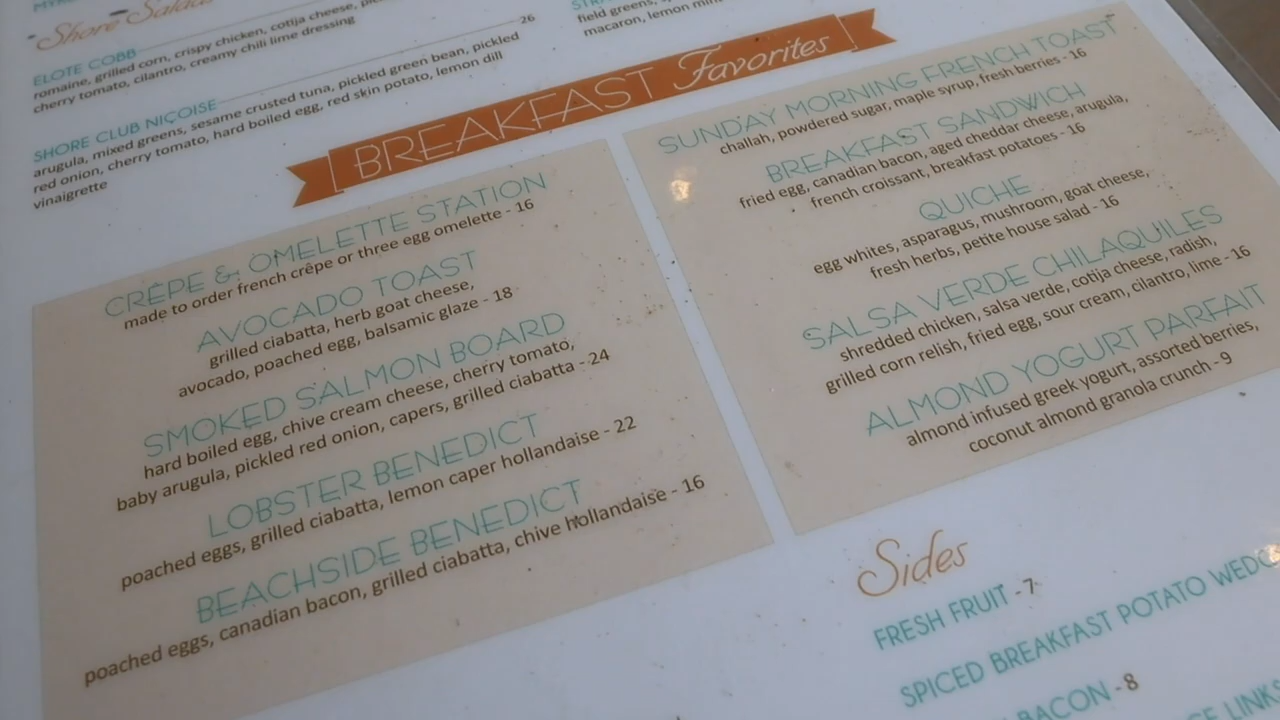 Shore Salads
ELOTE COBB
romaine, grilled corn, crispy chicken, cotija cheese,
cherry tomato, cilantro, creamy chili lime dressing
SHORE CLUB NIÇOISE 26
arugula, mixed greens, sesame crusted tuna, pickled green bean, pickled
red onion, cherry tomato, hard boiled egg, red skin potato, lemon dill
vinaigrette
field greens,
macaron, lemon
[BREAKFAST Favorites]
CRÊPE & OMELETTE STATION
made to order french crêpe or three egg omelette - 16
AVOCADO TOAST
grilled ciabatta, herb goat cheese,
avocado, poached egg, balsamic glaze - 18
SMOKED SALMON BOARD
hard boiled egg, chive cream cheese, cherry tomato,
baby arugula, pickled red onion, capers, grilled ciabatta - 24
LOBSTER BENEDICT
poached eggs, grilled ciabatta, lemon caper hollandaise - 22
BEACHSIDE BENEDICT
poached eggs, canadian bacon, grilled ciabatta, chive hollandaise - 16
SUNDAY MORNING FRENCH TOAST
challah, powdered sugar, maple syrup, fresh berries - 16
BREAKFAST SANDWICH
fried egg, canadian bacon, aged cheddar cheese, arugula,
french croissant, breakfast potatoes - 16
QUICHE
egg whites, asparagus, mushroom, goat cheese,
fresh herbs, petite house salad - 16
SALSA VERDE CHILAQUILES
shredded chicken, salsa verde, cotija cheese, radish,
grilled corn relish, fried egg, sour cream, cilantro, lime - 16
ALMOND YOGURT PARFAIT
almond infused greek yogurt, assorted berries,
coconut almond granola crunch - 9
Sides
FRESH FRUIT - 7
SPICED BREAKFAST POTATO
BACON - 8
LINKS